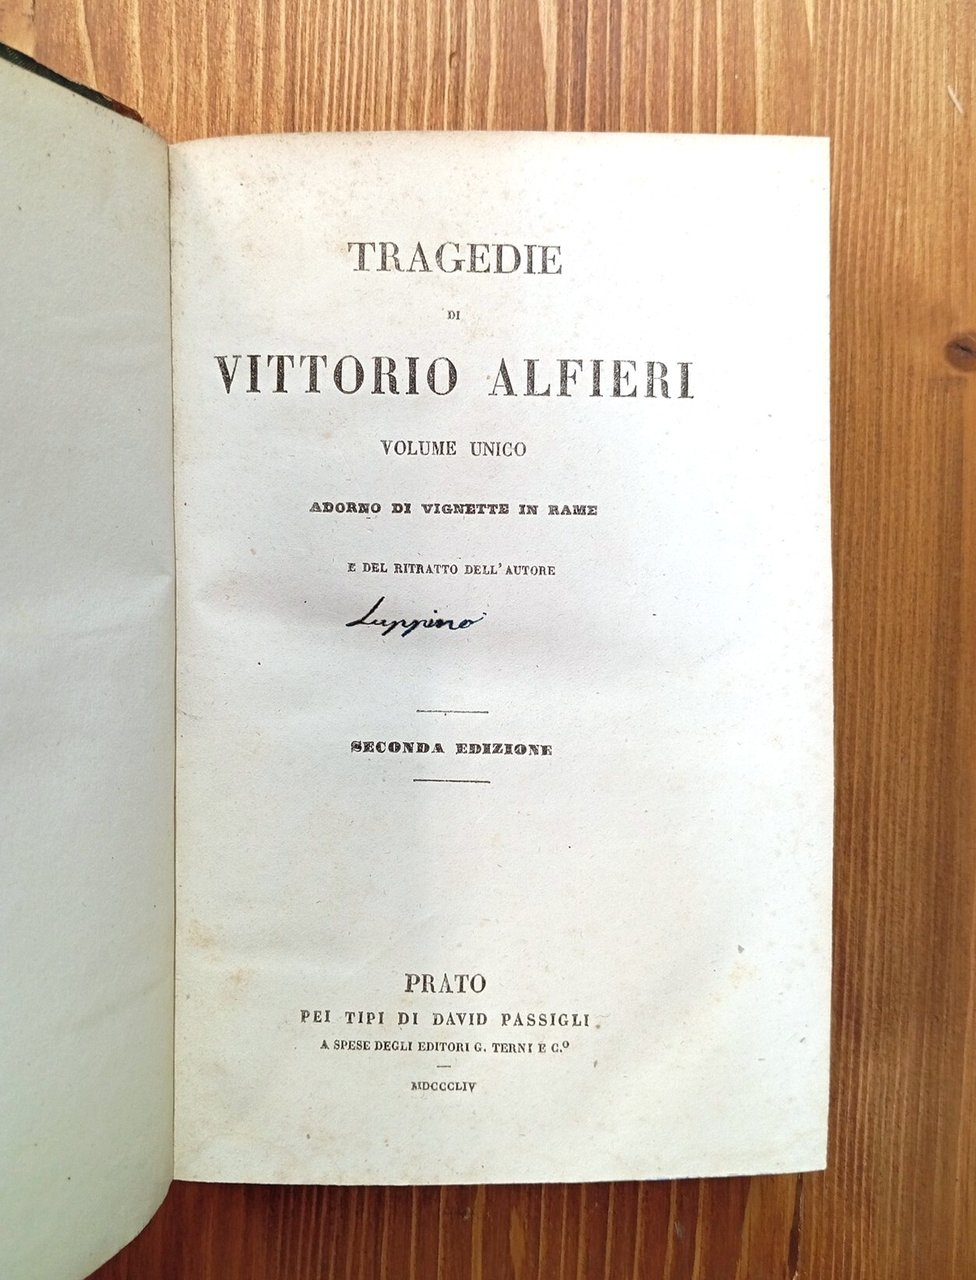 TRAGEDIE
DI
VITTORIO ALFIERI
VOLUME UNICO
ADORNO DI VIGNETTE IN RAME
E DEL RITRATTO DELL'AUTORE
Luppino
SECONDA EDIZIONE
PRATO
PEI TIPI DI DAVID PASSIGLI
A SPESE DEGLI EDITORI G. TERNI E C.º
MDCCCLIV